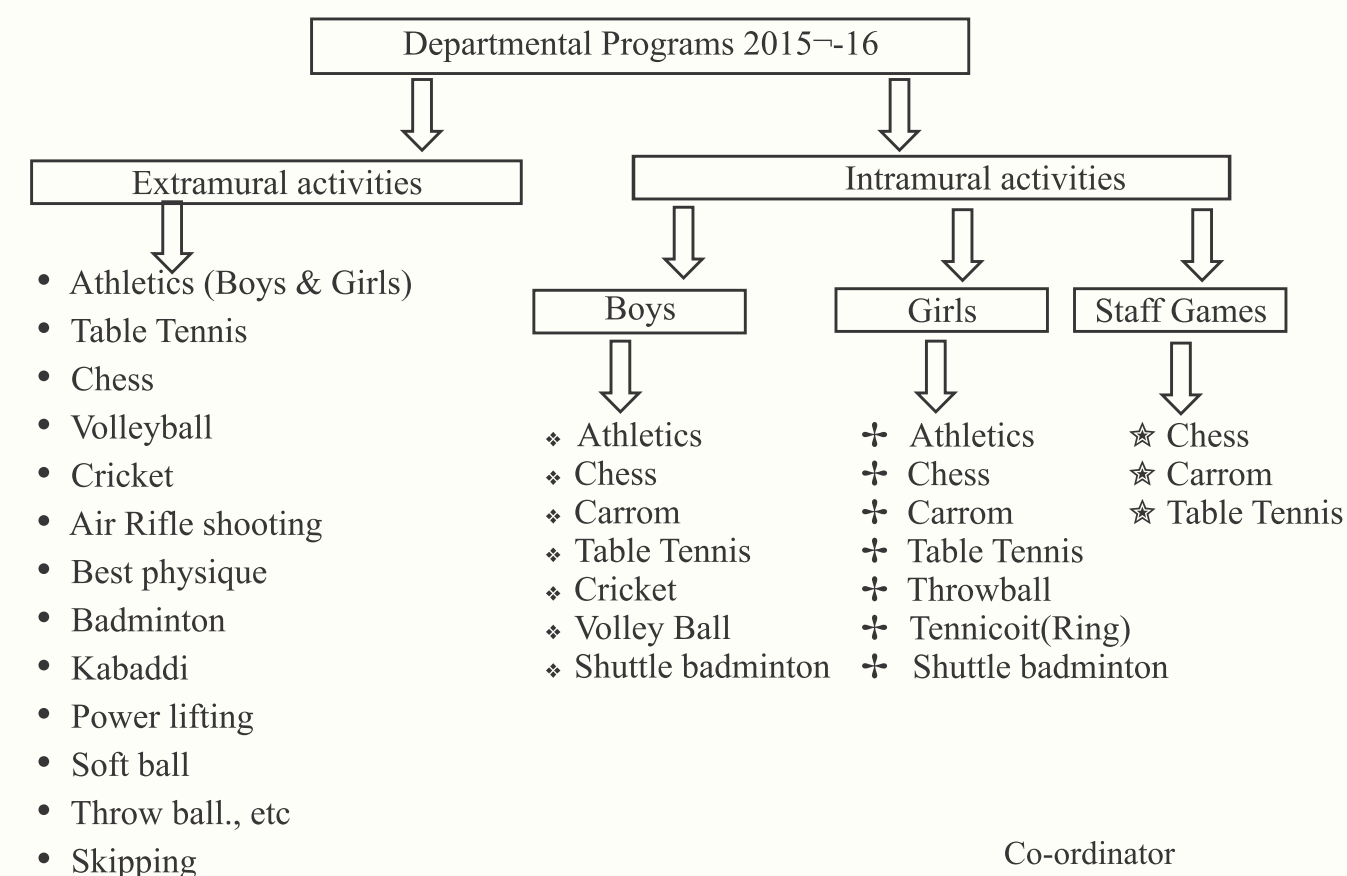 Departmental Programs 2015¬-16
Extramural activities
Intramural activities
Athletics (Boys & Girls)
Table Tennis
Chess
Volleyball
Cricket
Air Rifle shooting
Best physique
Badminton
Kabaddi
Power lifting
Soft ball
Throw ball., etc
Skipping
Boys
Athletics
Chess
Carrom
Table Tennis
Cricket
Volley Ball
Shuttle badminton
Girls
Athletics
Chess
Carrom
Table Tennis
Throwball
Tennicoit(Ring)
Shuttle badminton
Staff Games
Chess
Carrom
Table Tennis
Co-ordinator